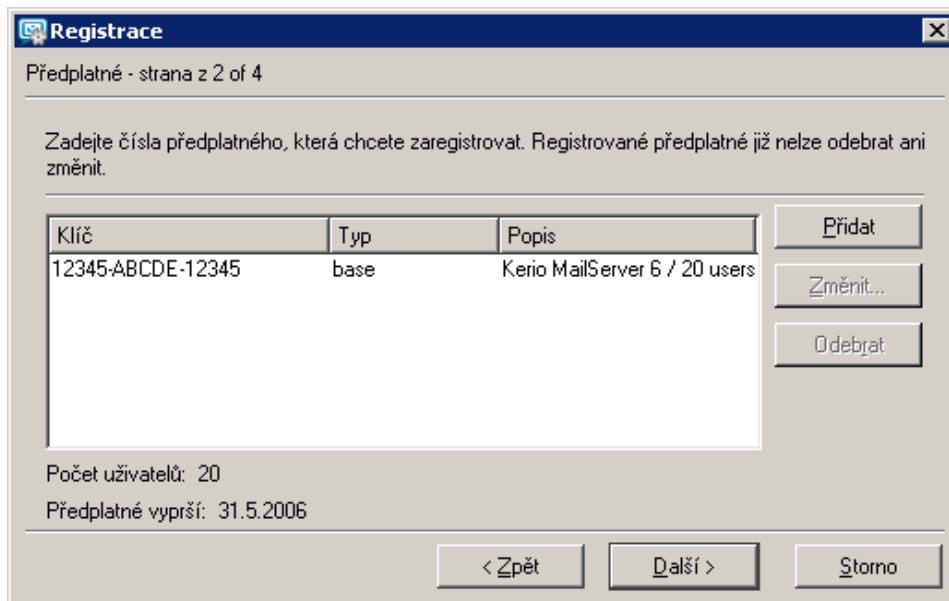 Registrace
Předplatné - strana z 2 of 4
Zadejte čísla předplatného, která chcete zaregistrovat. Registrované předplatné již nelze odebrat ani
změnit.
Klíč Typ Popis
12345-ABCDE-12345 base Kerio MailServer 6 / 20 users
Přidat
Změnit...
Odebrat
Počet uživatelů: 20
Předplatné vyprší: 31.5.2006
< Zpět Další > Storno